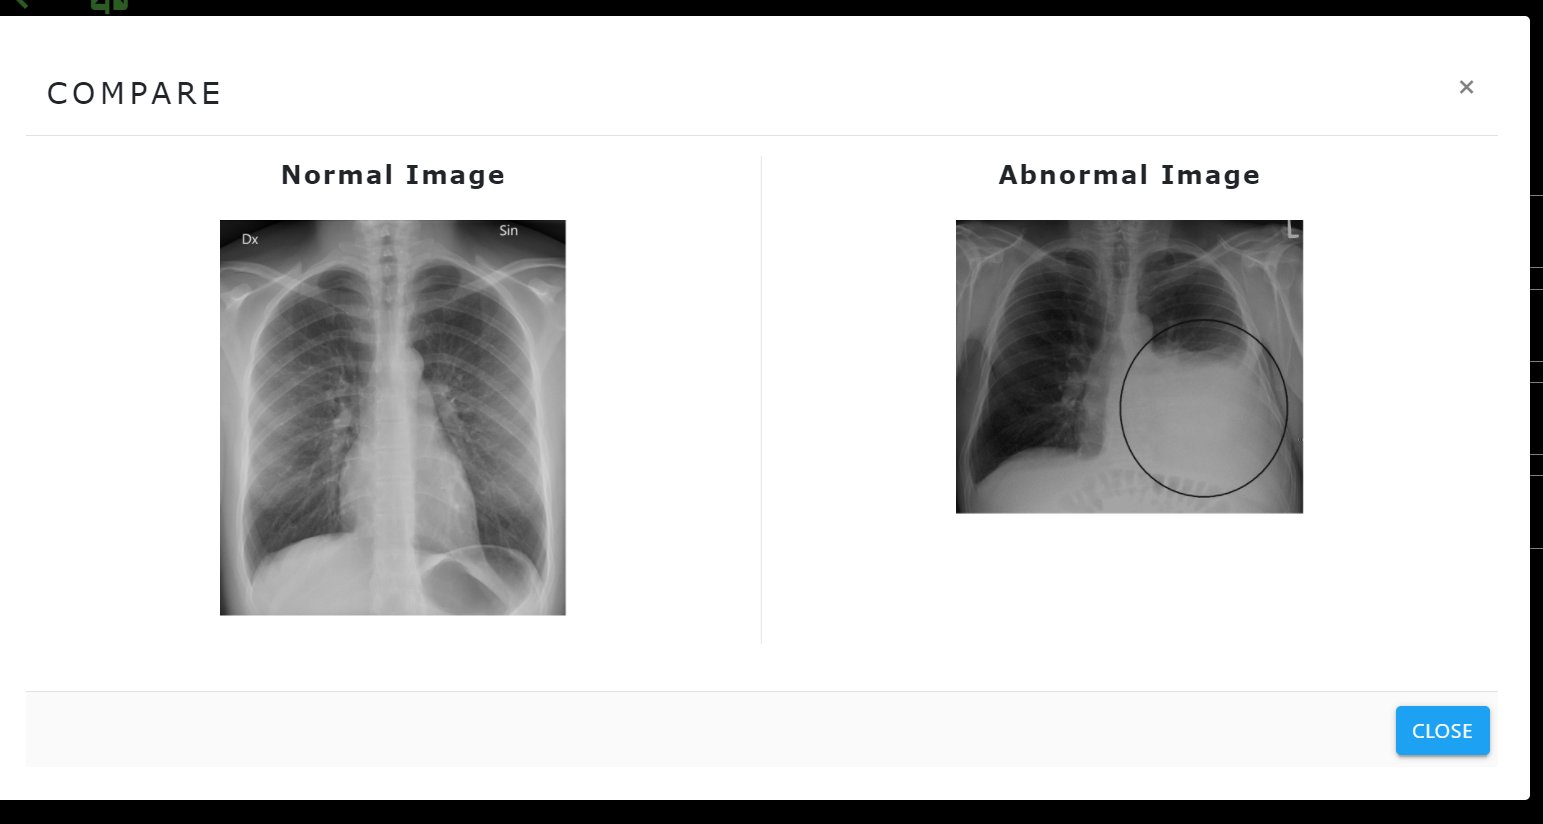 COMPARE
×
Normal Image
Abnormal Image
Dx
Sin
L
CLOSE